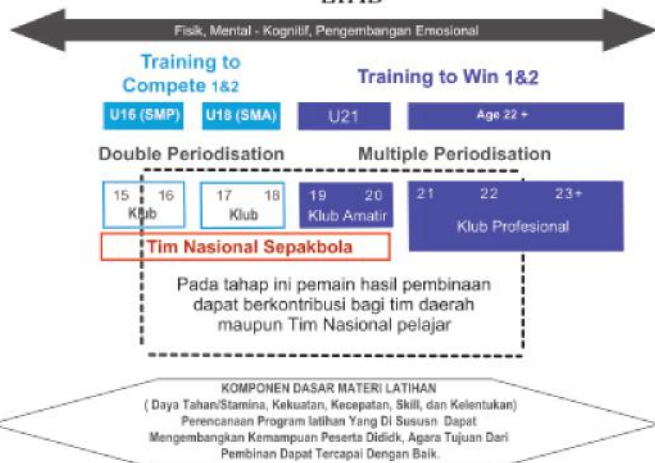 Fisik, Mental - Kognitif, Pengembangan Emosional
Training to
Compete 1&2
Training to Win 1&2
U16 (SMP)
U18 (SMA)
U21
Age 22 +
Double Periodisation
Multiple Periodisation
15 16
Klub
17 18
Klub
19 20
Klub Amatir
21 22 23+
Klub Profesional
Tim Nasional Sepakbola
Pada tahap ini pemain hasil pembinaan
dapat berkontribusi bagi tim daerah
maupun Tim Nasional pelajar
KOMPONEN DASAR MATERI LATIHAN
( Daya Tahan/Stamina, Kekuatan, Kecepatan, Skill, dan Kelentukan)
Perencanaan Program latihan Yang Di Sususn Dapat
Mengembangkan Kemampuan Peserta Dididk, Agara Tujuan Dari
Pembinan Dapat Tercapai Dengan Baik.